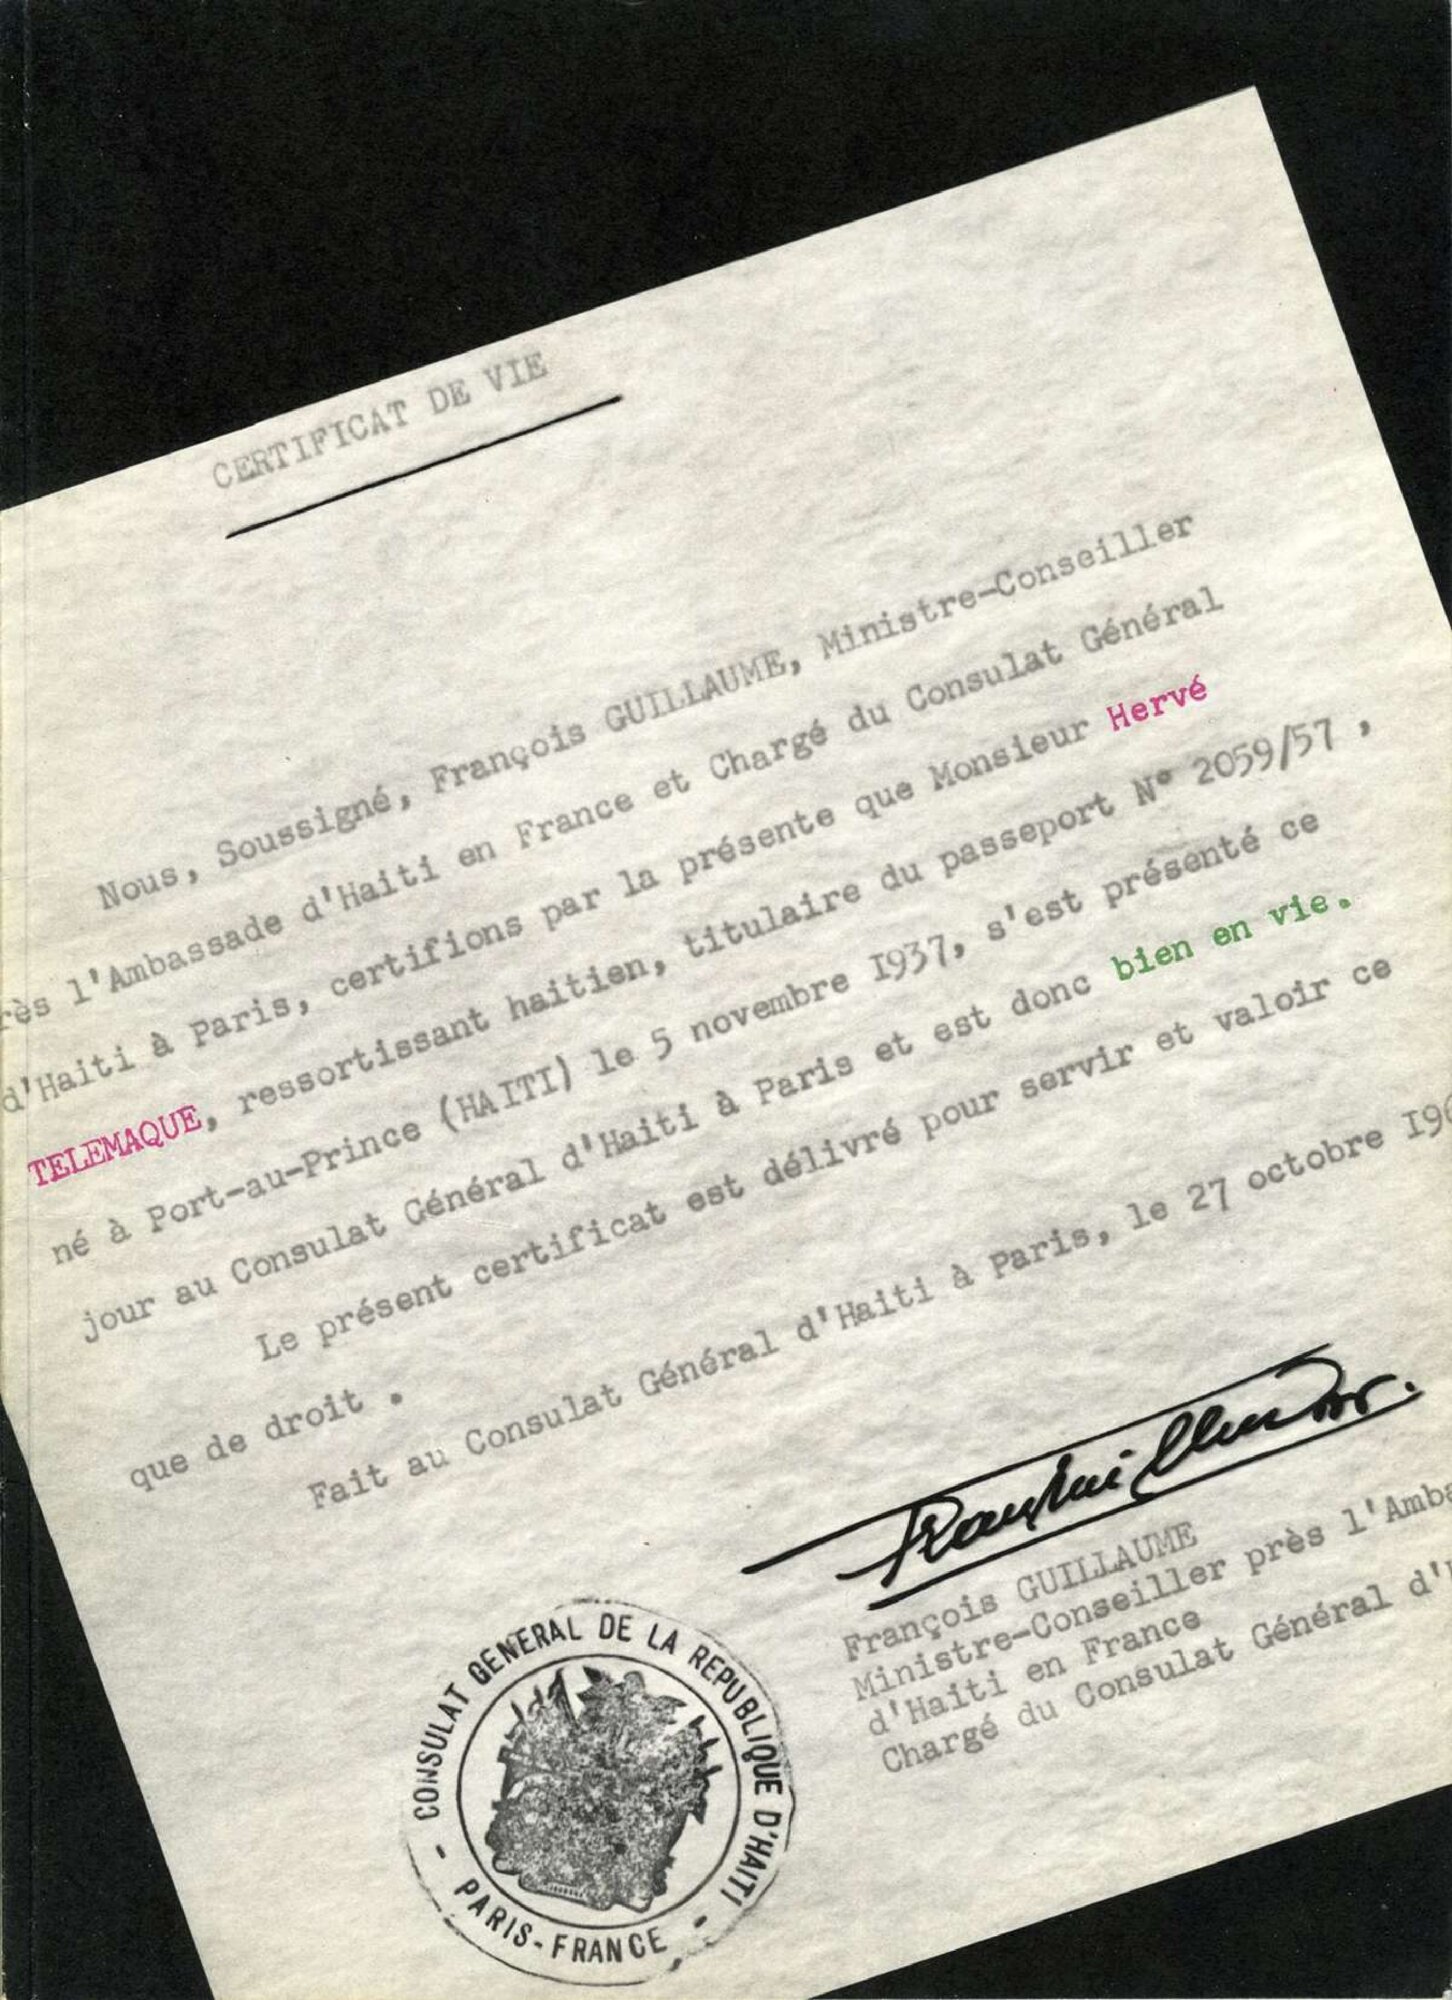 CERTIFICAT DE VIE
Nous, Soussigné, François GUILLAUME, Ministre-Conseiller
rès l'Ambassade d'Haiti en France et Chargé du Consulat Général
d'Haiti à Paris, certifions par la présente que Monsieur Hervé
TELEMAQUE, ressortissant haitien, titulaire du passeport N° 2059/57 ,
né à Port-au-Prince (HAITI) le 5 novembre I937, s'est présenté ce
jour au Consulat Général d'Haiti à Paris et est donc bien en vie.
Le présent certificat est délivré pour servir et valoir ce
que de droit .
Fait au Consulat Général d'Haiti à Paris, le 27 octobre I96
François GUILLAUME
Ministre-Conseiller près l'Amba
d'Haiti en France
Chargé du Consulat Général d'
CONSULAT GENERAL DE LA REPUBLIQUE D'HAITI
- PARIS-FRANCE -